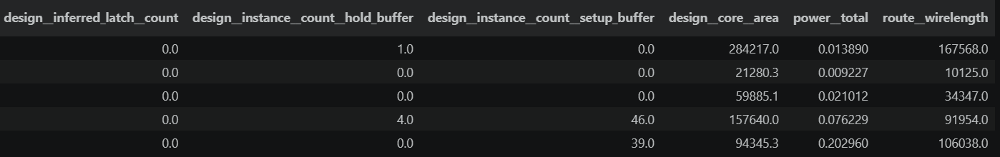 design__inferred_latch__count design__instance__count__hold_buffer design__instance__count__setup_buffer design__core__area power__total route__wirelength
0.0 1.0 0.0 284217.0 0.013890 167568.0
0.0 0.0 0.0 21280.3 0.009227 10125.0
0.0 0.0 0.0 59885.1 0.021012 34347.0
0.0 4.0 46.0 157640.0 0.076229 91954.0
0.0 0.0 39.0 94345.3 0.202960 106038.0